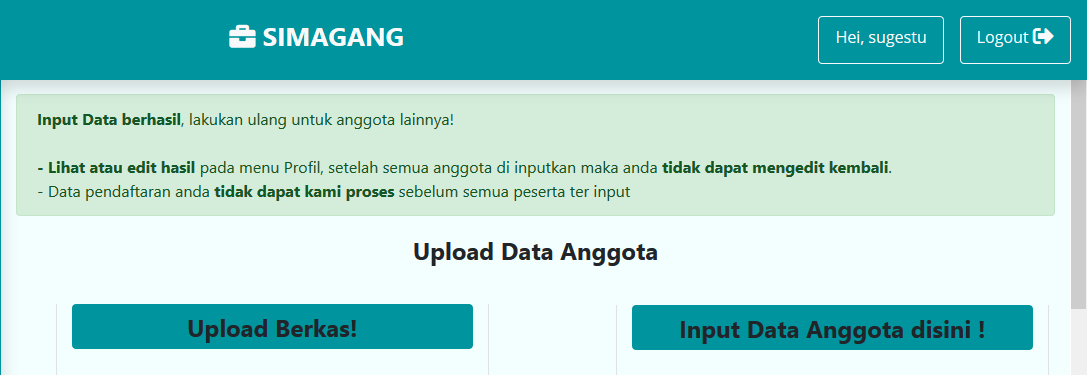 SIMAGANG
Hei, sugestu
Logout
Input Data berhasil, lakukan ulang untuk anggota lainnya!
- Lihat atau edit hasil pada menu Profil, setelah semua anggota di inputkan maka anda tidak dapat mengedit kembali.
- Data pendaftaran anda tidak dapat kami proses sebelum semua peserta ter input
Upload Data Anggota
Upload Berkas!
Input Data Anggota disini !